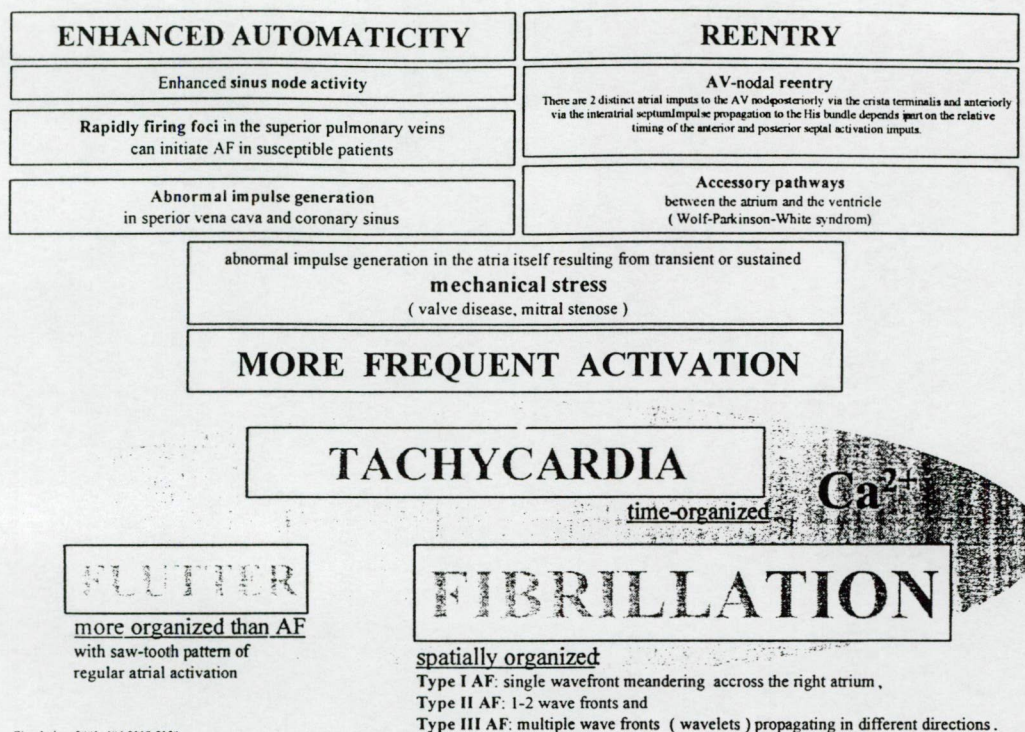 ENHANCED AUTOMATICITY
Enhanced sinus node activity
Rapidly firing foci in the superior pulmonary veins
can initiate AF in susceptible patients
Abnormal impulse generation
in sperior vena cava and coronary sinus
REENTRY
AV-nodal reentry
There are 2 distinct atrial imputs to the AV nodposteriorly via the crista terminalis and anteriorly
via the interatrial septumImpulse propagation to the His bundle depends part on the relative
timing of the anterior and posterior septal activation imputs.
Accessory pathways
between the atrium and the ventricle
( Wolf-Parkinson-White syndrom)
abnormal impulse generation in the atria itself resulting from transient or sustained
mechanical stress
( valve disease, mitral stenose )
MORE FREQUENT ACTIVATION
TACHYCARDIA
Ca²⁺
time-organized
FLUTTER
more organized than AF
with saw-tooth pattern of
regular atrial activation
FIBRILLATION
spatially organized:
Type I AF: single wavefront meandering accross the right atrium ,
Type II AF: 1-2 wave fronts and
Type III AF: multiple wave fronts ( wavelets ) propagating in different directions .